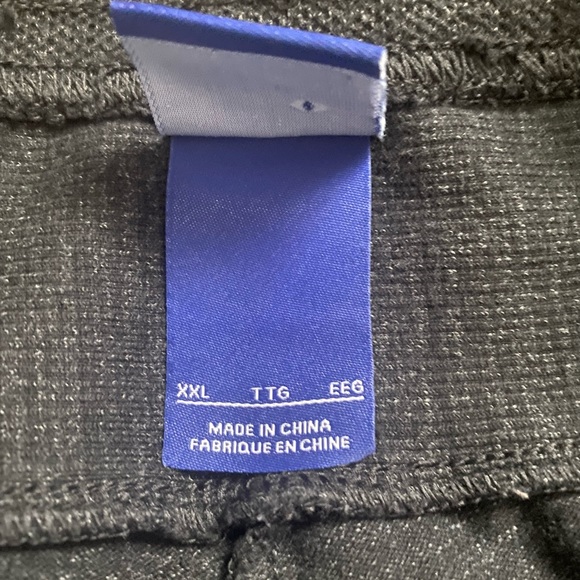 XXL TTG EEG
MADE IN CHINA
FABRIQUE EN CHINE